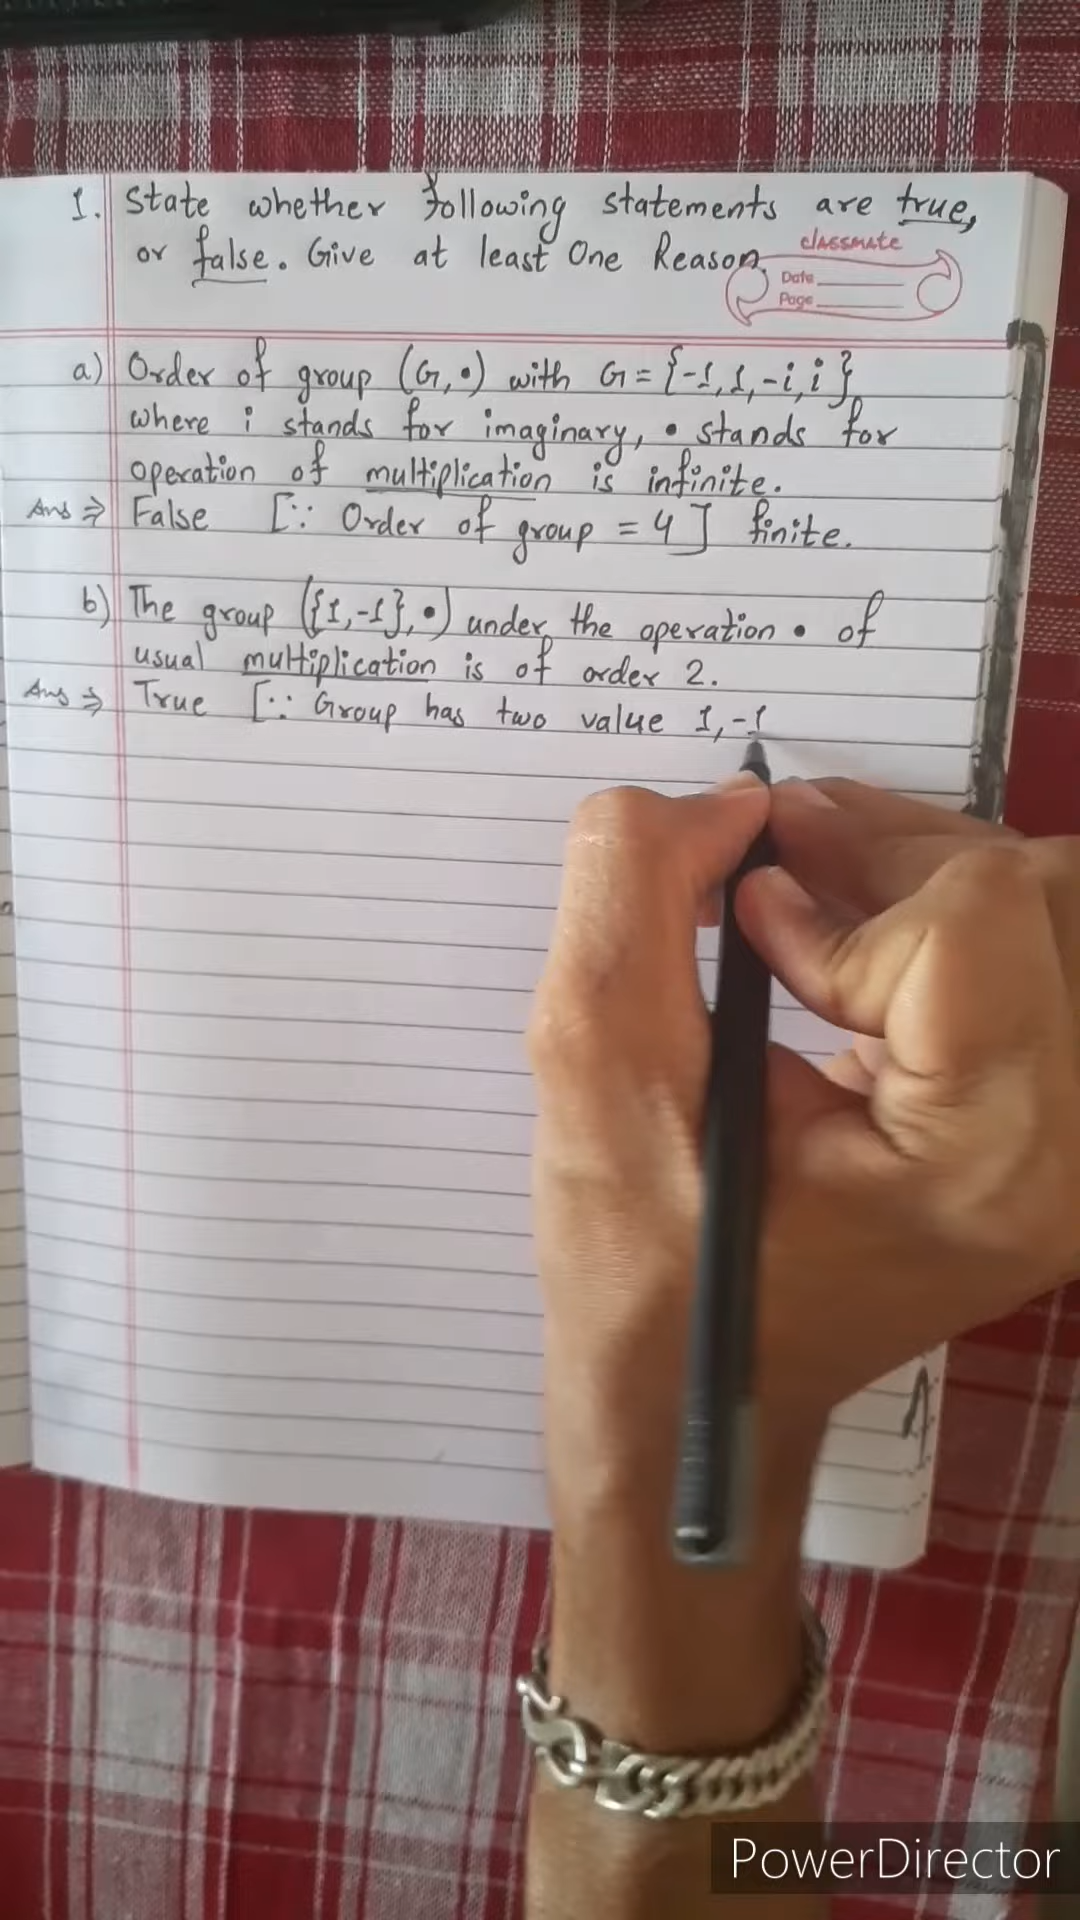 1. State whether following statements are true,
or false. Give at least One Reason.
classmate
Date
Page
a) Order of group (G, •) with G = {-1, 1, -i, i}
where i stands for imaginary, • stands for
operation of multiplication is infinite.
Ans ⇒ False [∵ Order of group = 4] finite.
b) The group ({1, -1}, •) under the operation • of
usual multiplication is of order 2.
Ans ⇒ True [∵ Group has two value 1, -1
PowerDirector